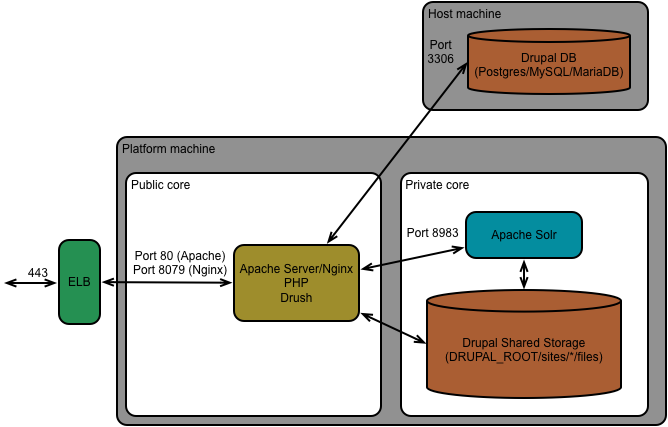 Host machine
Port
3306
Drupal DB
(Postgres/MySQL/MariaDB)
Platform machine
Public core
Private core
Port 8983
Apache Solr
Port 80 (Apache)
Port 8079 (Nginx)
443
ELB
Apache Server/Nginx
PHP
Drush
Drupal Shared Storage
(DRUPAL_ROOT/sites/*/files)